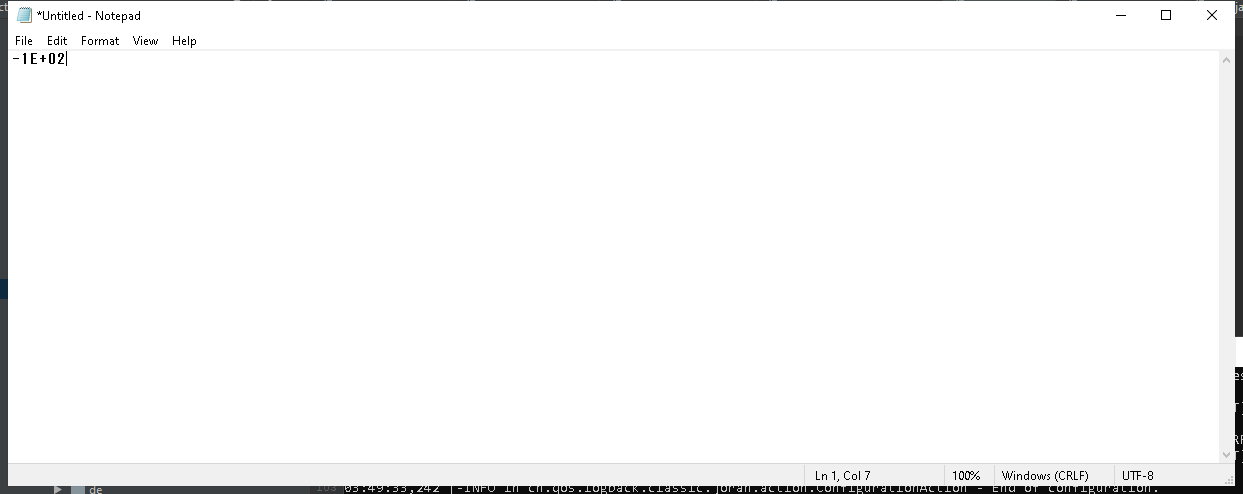 *Untitled - Notepad
File Edit Format View Help
-1E+02
Ln 1, Col 7 100% Windows (CRLF) UTF-8
de
03:49:33,242 |-INFO in ch.qos.logback.classic.joran.action.ConfigurationAction - End of configuration.